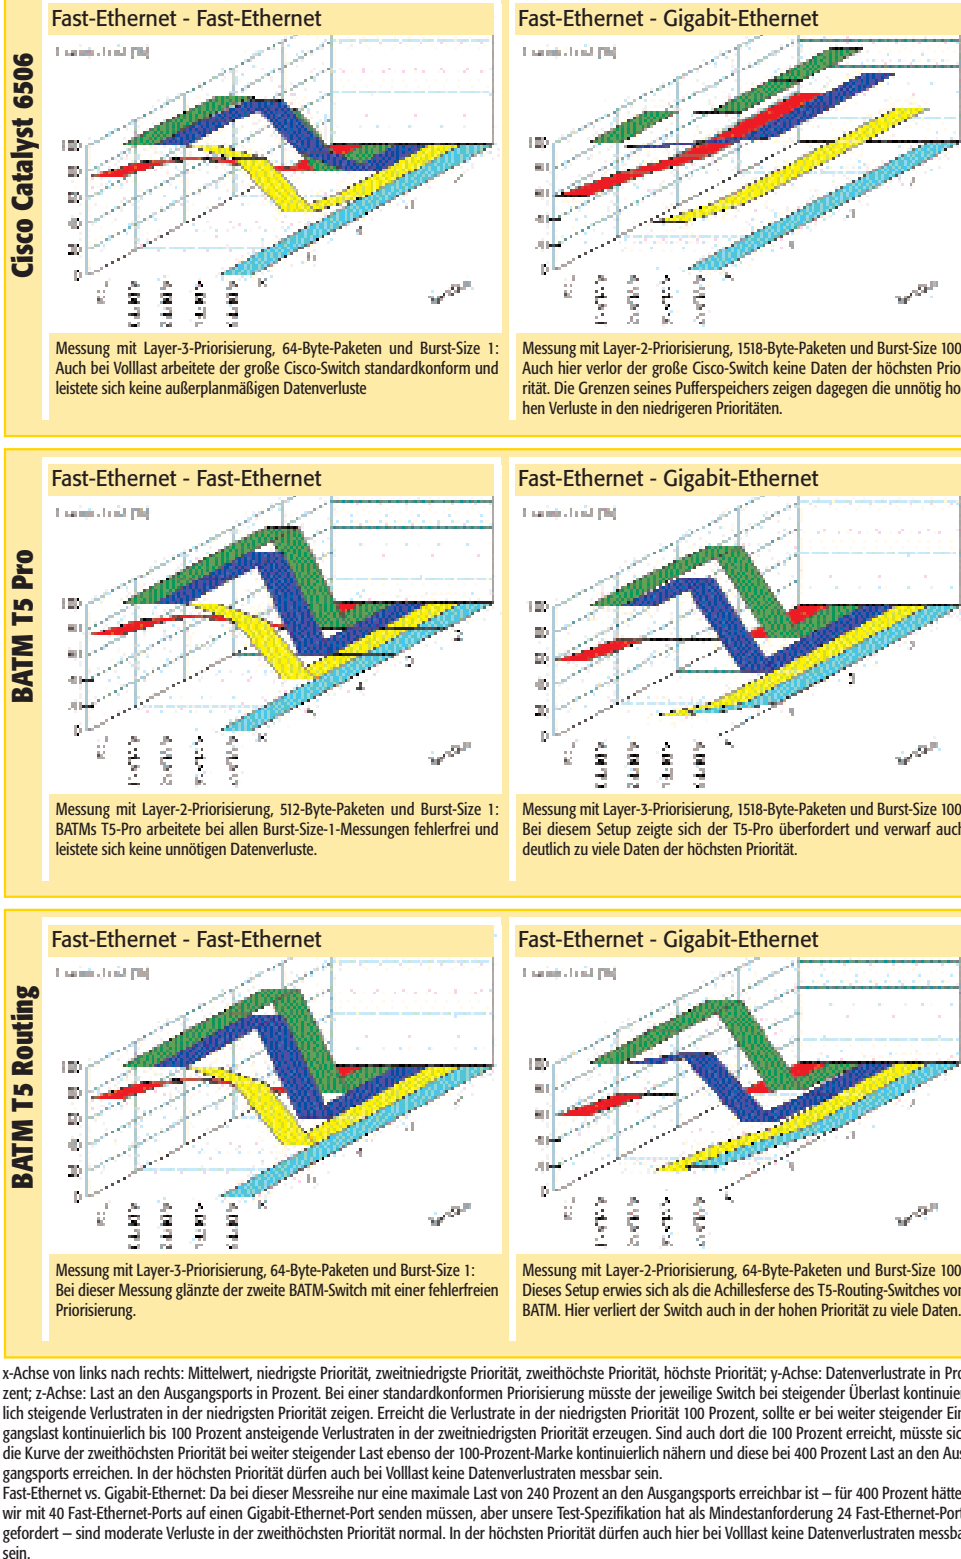 Cisco Catalyst 6506
Fast-Ethernet - Fast-Ethernet
Fast-Ethernet - Gigabit-Ethernet
Messung mit Layer-3-Priorisierung, 64-Byte-Paketen und Burst-Size 1:
Auch bei Volllast arbeitete der große Cisco-Switch standardkonform und
leistete sich keine außerplanmäßigen Datenverluste
Messung mit Layer-2-Priorisierung, 1518-Byte-Paketen und Burst-Size 100
Auch hier verlor der große Cisco-Switch keine Daten der höchsten Prio
rität. Die Grenzen seines Pufferspeichers zeigen dagegen die unnötig ho
hen Verluste in den niedrigeren Prioritäten.
BATM T5 Pro
Fast-Ethernet - Fast-Ethernet
Fast-Ethernet - Gigabit-Ethernet
Messung mit Layer-2-Priorisierung, 512-Byte-Paketen und Burst-Size 1:
BATMs T5-Pro arbeitete bei allen Burst-Size-1-Messungen fehlerfrei und
leistete sich keine unnötigen Datenverluste.
Messung mit Layer-3-Priorisierung, 1518-Byte-Paketen und Burst-Size 100
Bei diesem Setup zeigte sich der T5-Pro überfordert und verwarf auch
deutlich zu viele Daten der höchsten Priorität.
BATM T5 Routing
Fast-Ethernet - Fast-Ethernet
Fast-Ethernet - Gigabit-Ethernet
Messung mit Layer-3-Priorisierung, 64-Byte-Paketen und Burst-Size 1:
Bei dieser Messung glänzte der zweite BATM-Switch mit einer fehlerfreien
Priorisierung.
Messung mit Layer-2-Priorisierung, 64-Byte-Paketen und Burst-Size 100
Dieses Setup erwies sich als die Achillesferse des T5-Routing-Switches von
BATM. Hier verliert der Switch auch in der hohen Priorität zu viele Daten.
x-Achse von links nach rechts: Mittelwert, niedrigste Priorität, zweitniedrigste Priorität, zweithöchste Priorität, höchste Priorität; y-Achse: Datenverlustrate in Pro
zent; z-Achse: Last an den Ausgangsports in Prozent. Bei einer standardkonformen Priorisierung müsste der jeweilige Switch bei steigender Überlast kontinuier
lich steigende Verlustraten in der niedrigsten Priorität zeigen. Erreicht die Verlustrate in der niedrigsten Priorität 100 Prozent, sollte er bei weiter steigender Ein
gangslast kontinuierlich bis 100 Prozent ansteigende Verlustraten in der zweitniedrigsten Priorität erzeugen. Sind auch dort die 100 Prozent erreicht, müsste sic
die Kurve der zweithöchsten Priorität bei weiter steigender Last ebenso der 100-Prozent-Marke kontinuierlich nähern und diese bei 400 Prozent Last an den Aus
gangsports erreichen. In der höchsten Priorität dürfen auch bei Volllast keine Datenverlustraten messbar sein.
Fast-Ethernet vs. Gigabit-Ethernet: Da bei dieser Messreihe nur eine maximale Last von 240 Prozent an den Ausgangsports erreichbar ist – für 400 Prozent hätte
wir mit 40 Fast-Ethernet-Ports auf einen Gigabit-Ethernet-Port senden müssen, aber unsere Test-Spezifikation hat als Mindestanforderung 24 Fast-Ethernet-Port
gefordert – sind moderate Verluste in der zweithöchsten Priorität normal. In der höchsten Priorität dürfen auch hier bei Volllast keine Datenverlustraten messba
sein.